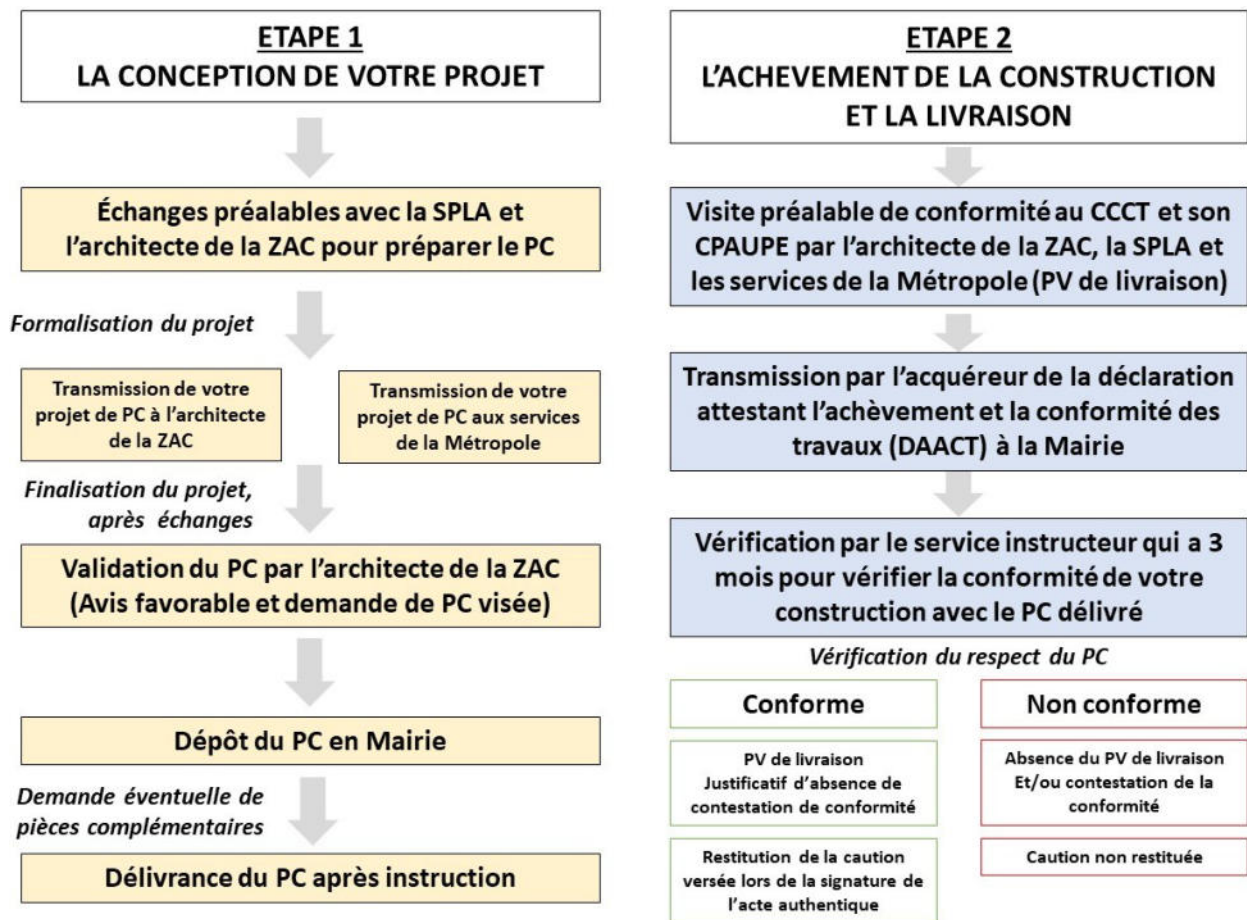 ETAPE 1
LA CONCEPTION DE VOTRE PROJET
Échanges préalables avec la SPLA et
l'architecte de la ZAC pour préparer le PC
Formalisation du projet
Transmission de votre
projet de PC à l'architecte
de la ZAC
Transmission de votre
projet de PC aux services
de la Métropole
Finalisation du projet,
après échanges
Validation du PC par l'architecte de la ZAC
(Avis favorable et demande de PC visée)
Dépôt du PC en Mairie
Demande éventuelle de
pièces complémentaires
Délivrance du PC après instruction
ETAPE 2
L'ACHEVEMENT DE LA CONSTRUCTION
ET LA LIVRAISON
Visite préalable de conformité au CCCT et son
CPAUPE par l'architecte de la ZAC, la SPLA et
les services de la Métropole (PV de livraison)
Transmission par l'acquéreur de la déclaration
attestant l'achèvement et la conformité des
travaux (DAACT) à la Mairie
Vérification par le service instructeur qui a 3
mois pour vérifier la conformité de votre
construction avec le PC délivré
Vérification du respect du PC
Conforme
PV de livraison
Justificatif d'absence de
contestation de conformité
Restitution de la caution
versée lors de la signature de
l'acte authentique
Non conforme
Absence du PV de livraison
Et/ou contestation de la
conformité
Caution non restituée